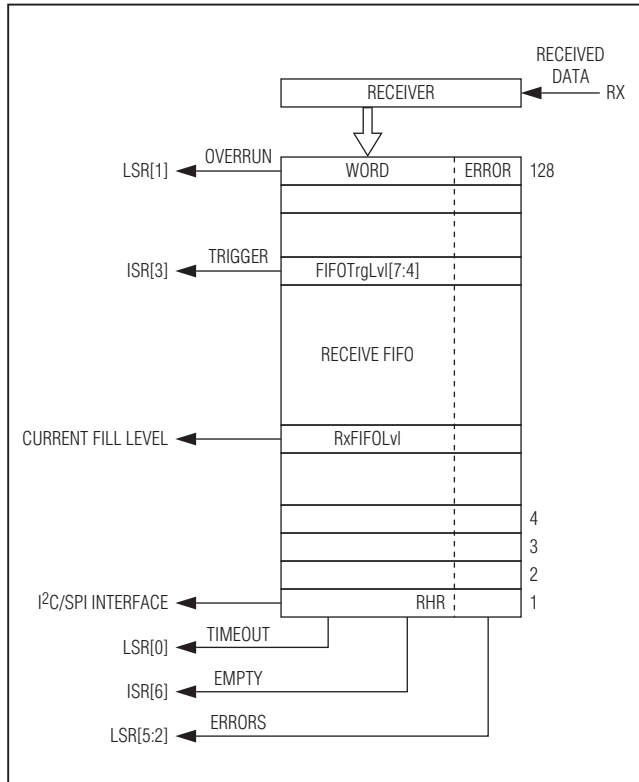 RECEIVED
DATA
RECEIVER
RX
OVERRUN
LSR[1]
WORD
ERROR
128
TRIGGER
ISR[3]
FIFOTrgLvl[7:4]
RECEIVE FIFO
CURRENT FILL LEVEL
RxFIFOLvl
4
3
2
I2C/SPI INTERFACE
RHR
1
TIMEOUT
LSR[0]
EMPTY
ISR[6]
ERRORS
LSR[5:2]